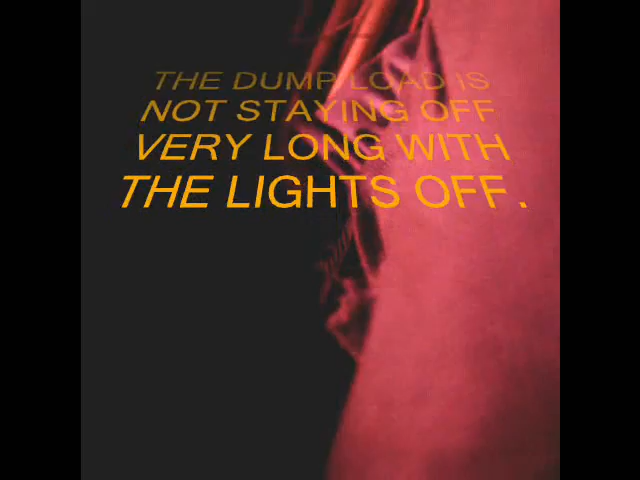 THE DUMP LOAD IS
NOT STAYING OFF
VERY LONG WITH
THE LIGHTS OFF.